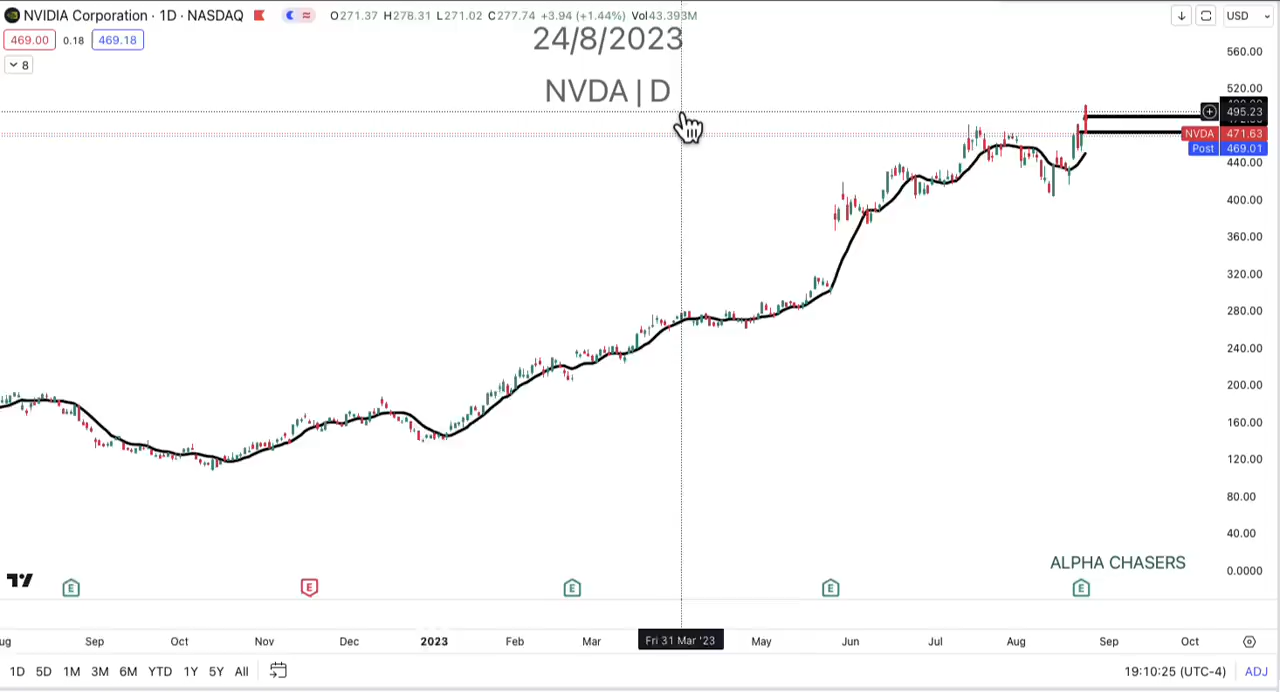 NVIDIA Corporation · 1D · NASDAQ
O271.37 H278.31 L271.02 C277.74 +3.94 (+1.44%) Vol43.393M
USD
469.00 0.18 469.18
8
24/8/2023
NVDA | D
560.00
520.00
495.23
NVDA 471.63
Post 469.01
440.00
400.00
360.00
320.00
280.00
240.00
200.00
160.00
120.00
80.00
40.00
0.0000
ALPHA CHASERS
E E E E E
ug Sep Oct Nov Dec 2023 Feb Mar Fri 31 Mar '23 May Jun Jul Aug Sep Oct
1D 5D 1M 3M 6M YTD 1Y 5Y All
19:10:25 (UTC-4) ADJ